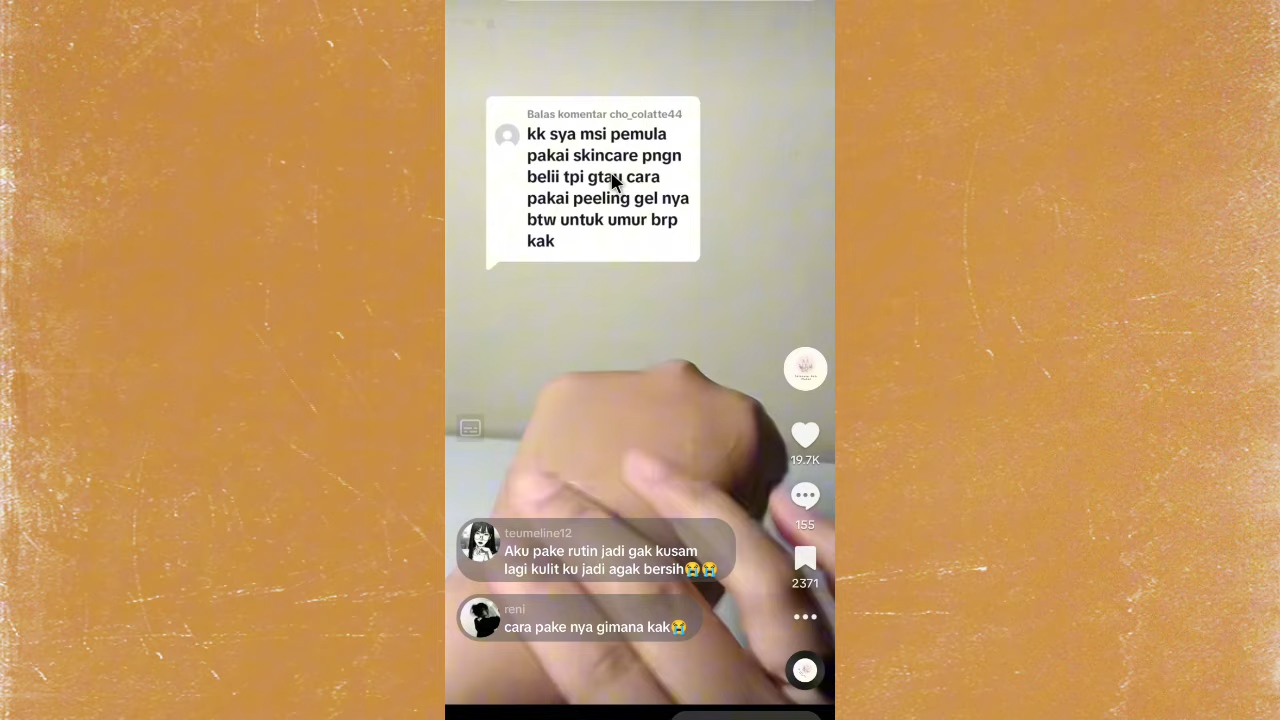 Balas komentar cho_colatte44
kk sya msi pemula
pakai skincare pngn
belii tpi gtau cara
pakai peeling gel nya
btw untuk umur brp
kak
19.7K
155
teumeline12
Aku pake rutin jadi gak kusam
lagi kulit ku jadi agak bersih😭😭
2371
reni
cara pake nya gimana kak😭